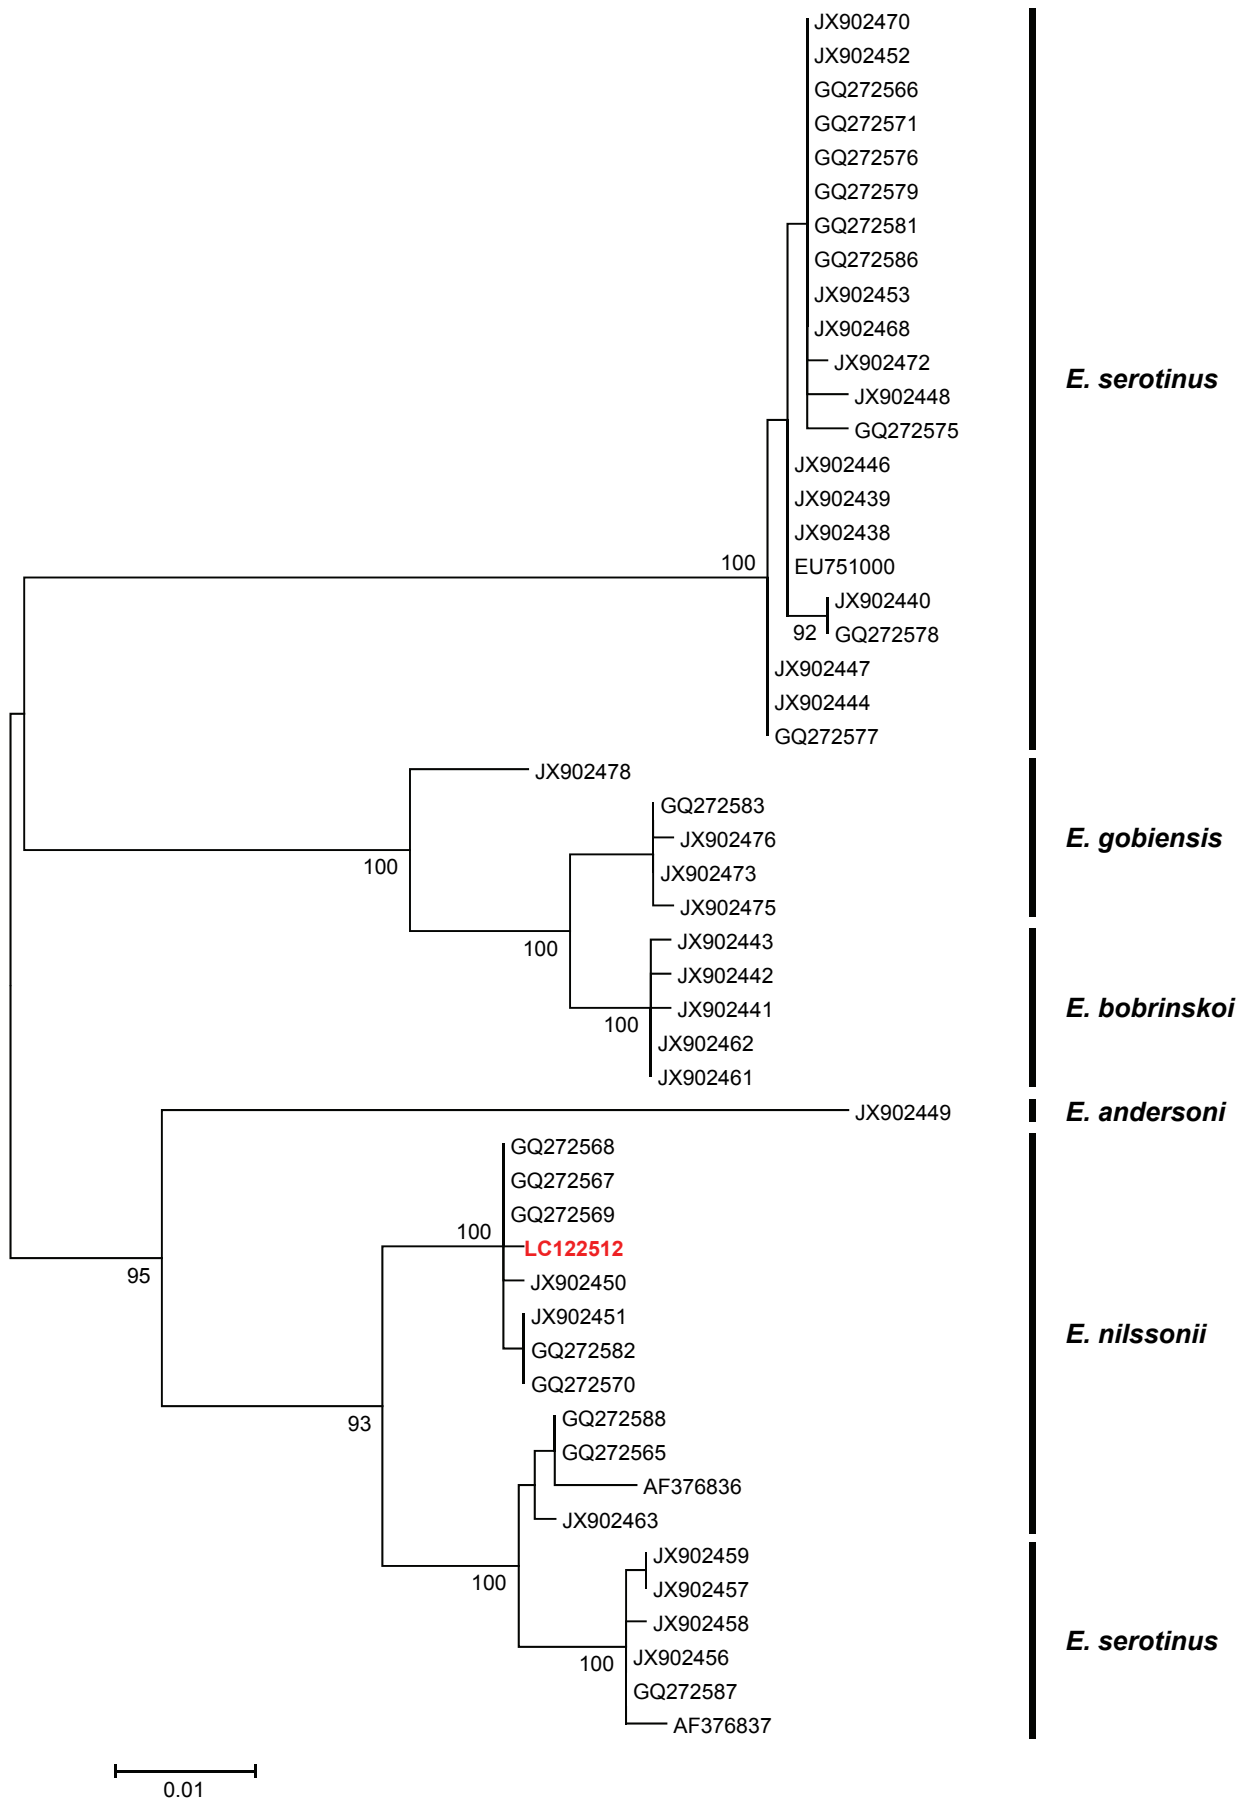 JX902470
JX902452
GQ272566
GQ272571
GQ272576
GQ272579
GQ272581
GQ272586
JX902453
JX902468
JX902472
E. serotinus
JX902448
GQ272575
JX902446
JX902439
JX902438
100
EU751000
JX902440
92
GQ272578
JX902447
JX902444
GQ272577
JX902478
GQ272583
JX902476
E. gobiensis
100
JX902473
JX902475
JX902443
100
JX902442
JX902441
E. bobrinskoi
100
JX902462
JX902461
JX902449
E. andersoni
GQ272568
GQ272567
GQ272569
100
LC122512
95
JX902450
JX902451
E. nilssonii
GQ272582
GQ272570
93
GQ272588
GQ272565
AF376836
JX902463
JX902459
100
JX902457
JX902458
E. serotinus
100
JX902456
GQ272587
AF376837
0.01